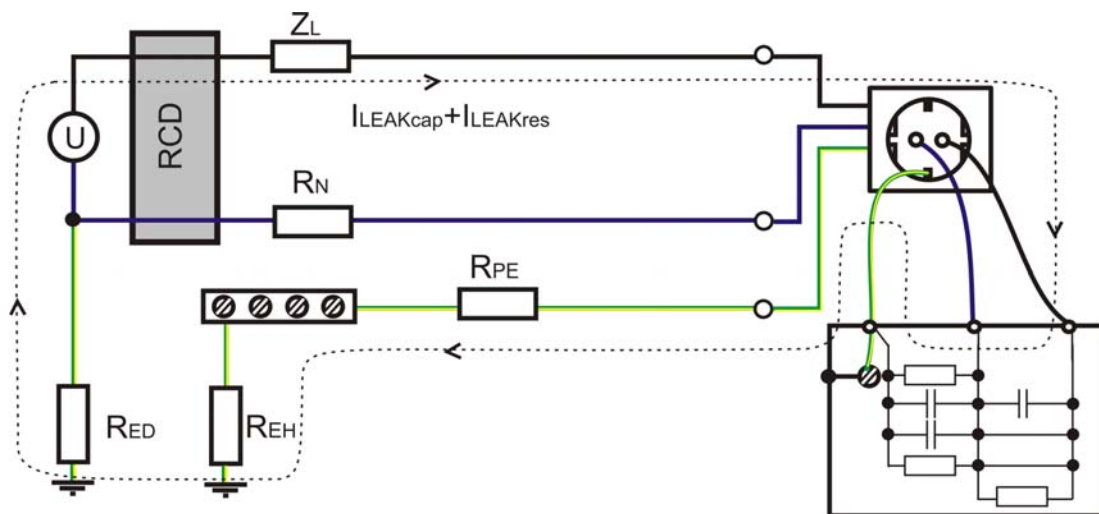 ZL
RCD
U
ILEAKcap+ILEAKres
RN
RPE
RED
REH